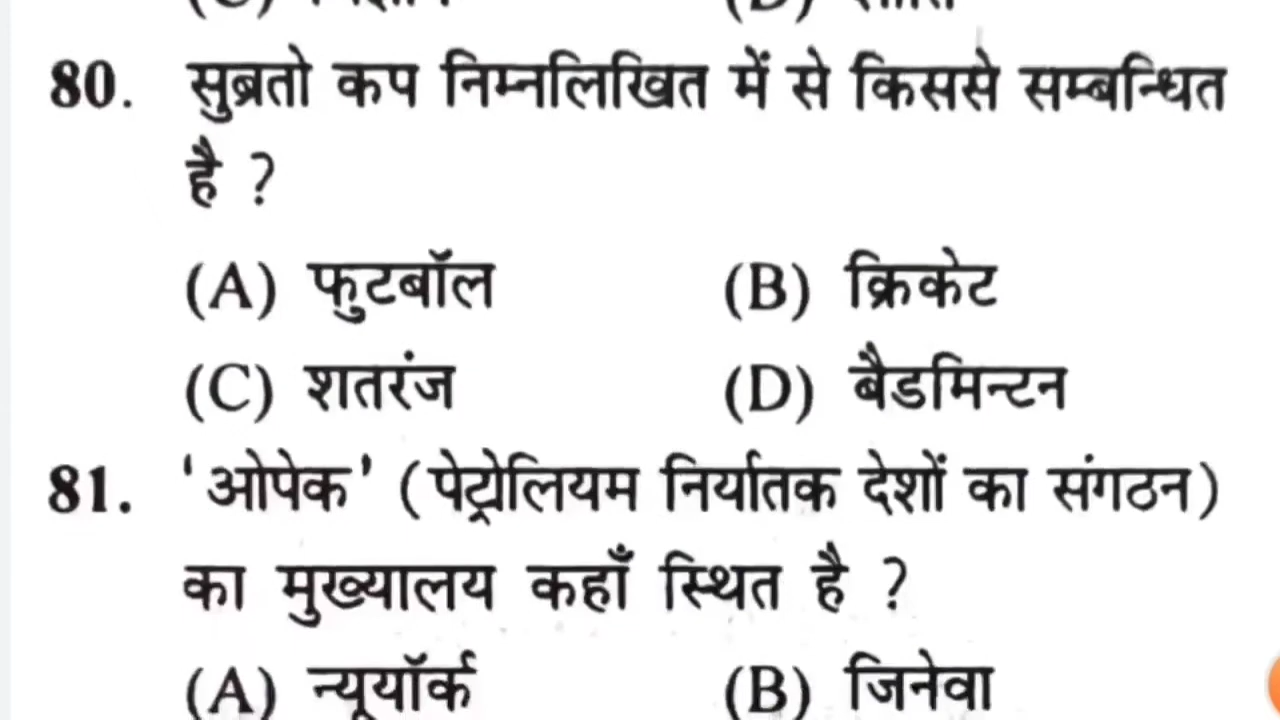 80. सुब्रतो कप निम्नलिखित में से किससे सम्बन्धित
है ?
(A) फुटबॉल (B) क्रिकेट
(C) शतरंज (D) बैडमिन्टन
81. 'ओपेक' (पेट्रोलियम निर्यातक देशों का संगठन)
का मुख्यालय कहाँ स्थित है ?
(A) न्यूयॉर्क (B) जिनेवा